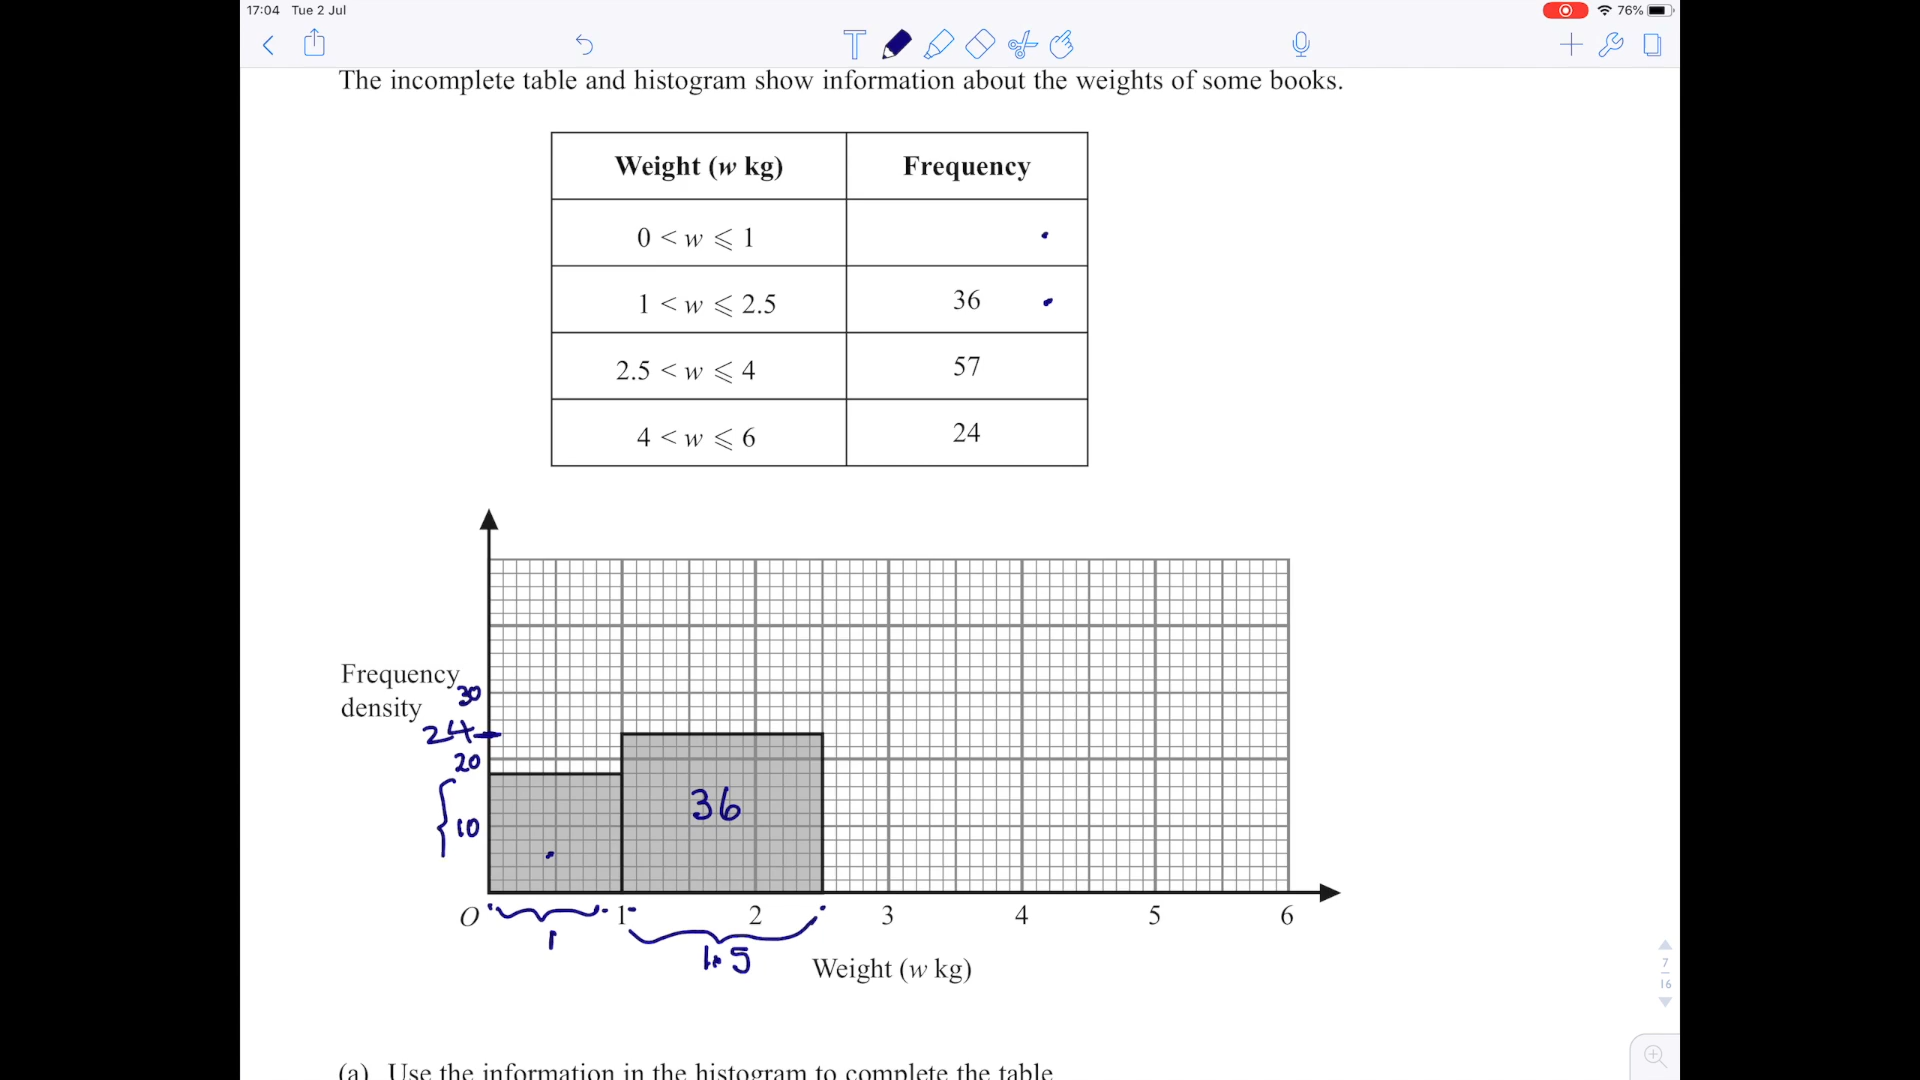 17:04 Tue 2 Jul
76%
The incomplete table and histogram show information about the weights of some books.
Weight (w kg) Frequency
0 < w ⩽ 1
1 < w ⩽ 2.5 36
2.5 < w ⩽ 4 57
4 < w ⩽ 6 24
Frequency
density
30
24
20
10
36
O 1 2 3 4 5 6
1
1.5
Weight (w kg)
7
16
(a) Use the information in the histogram to complete the table